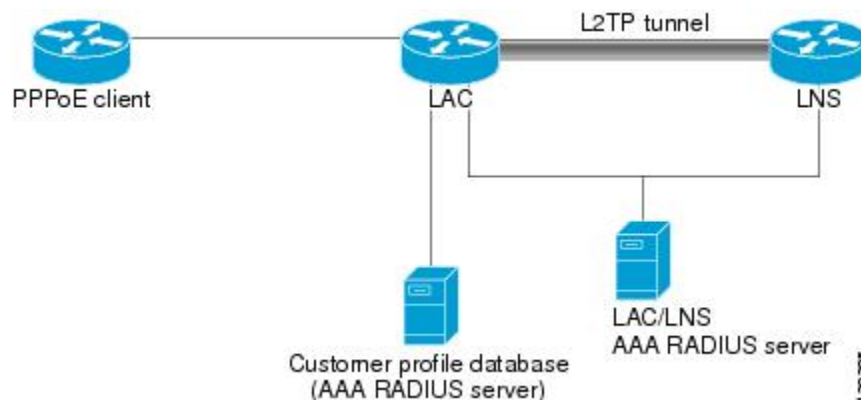 L2TP tunnel
PPPoE client
LAC
LNS
LAC/LNS
AAA RADIUS server
Customer profile database
(AAA RADIUS server)